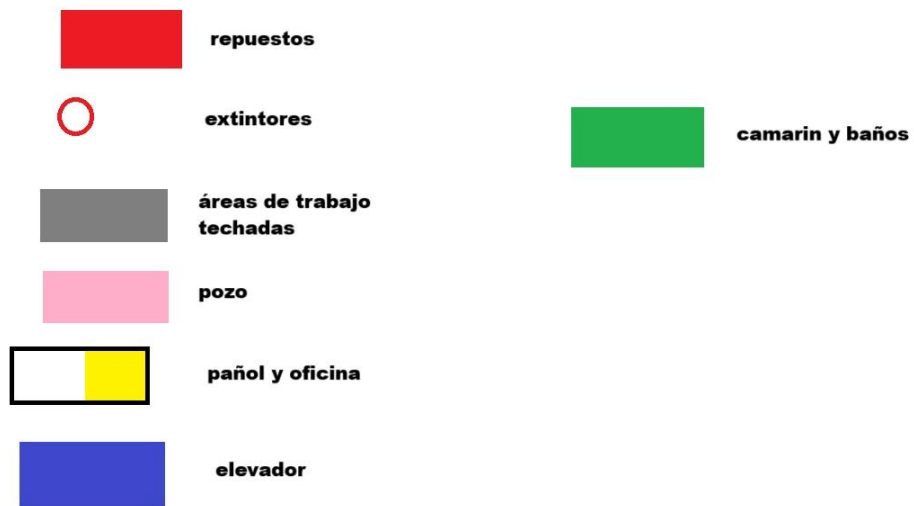 repuestos
extintores
camarin y baños
áreas de trabajo
techadas
pozo
pañol y oficina
elevador